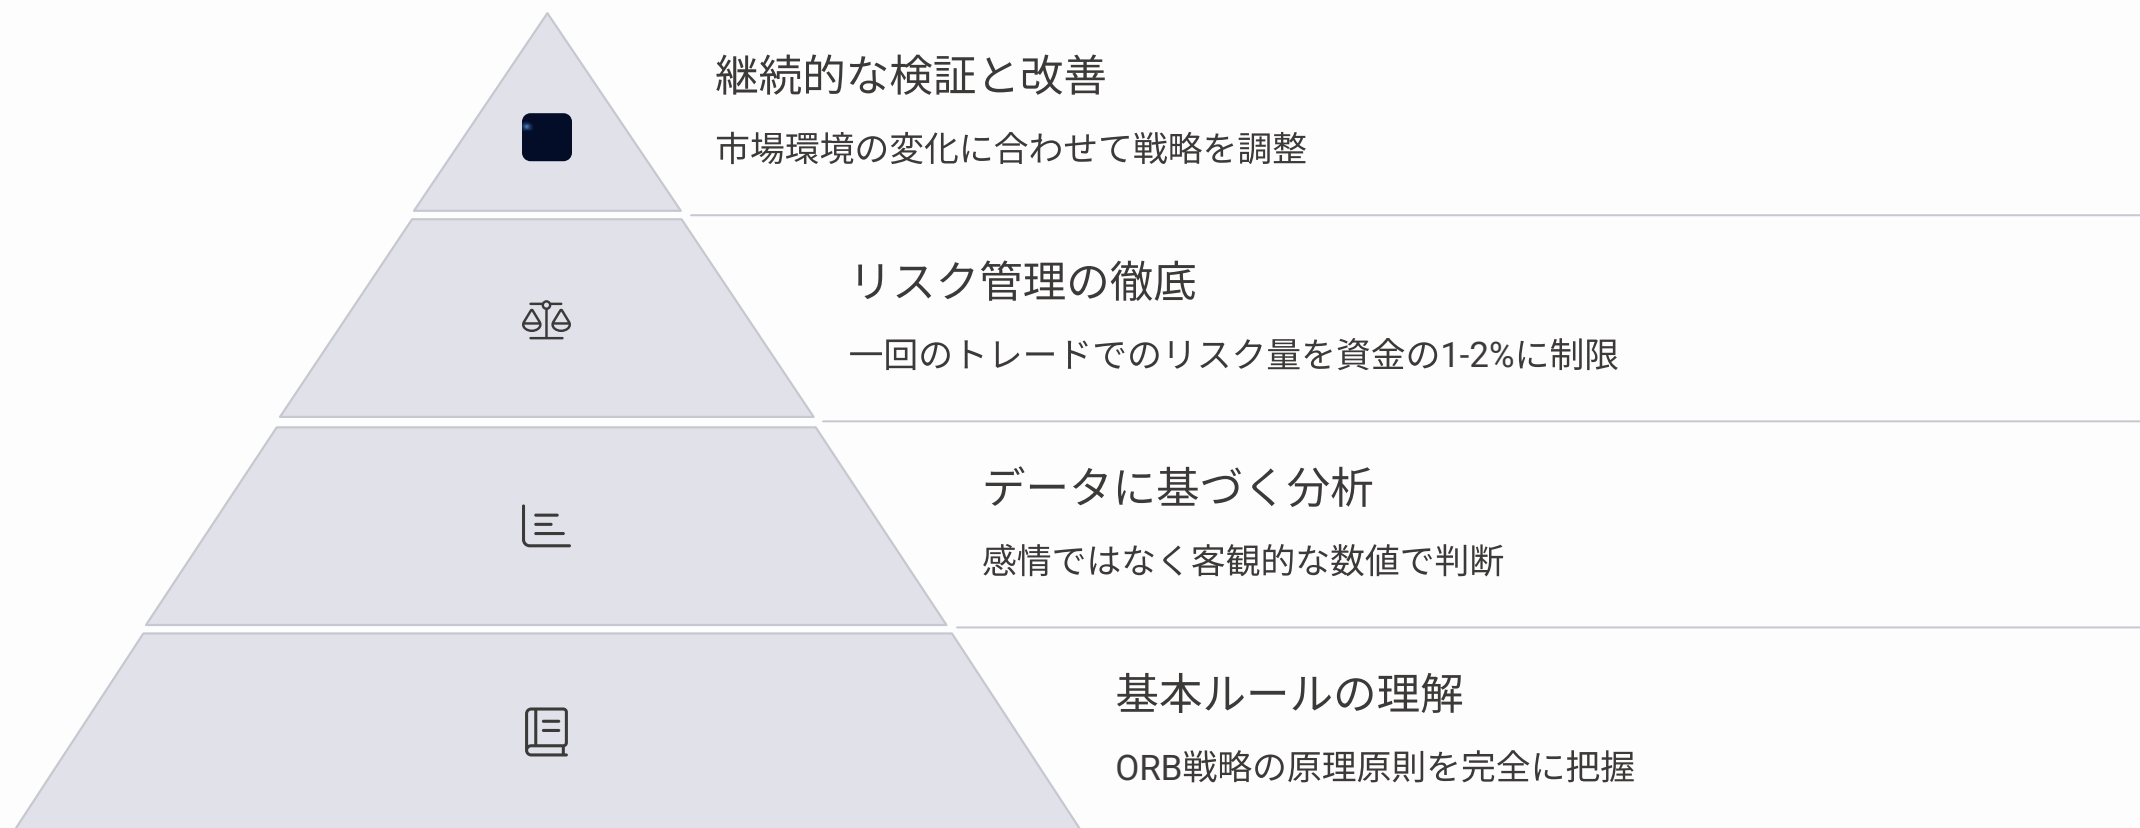 継続的な検証と改善
市場環境の変化に合わせて戦略を調整
リスク管理の徹底
一回のトレードでのリスク量を資金の1-2%に制限
データに基づく分析
感情ではなく客観的な数値で判断
基本ルールの理解
ORB戦略の原理原則を完全に把握